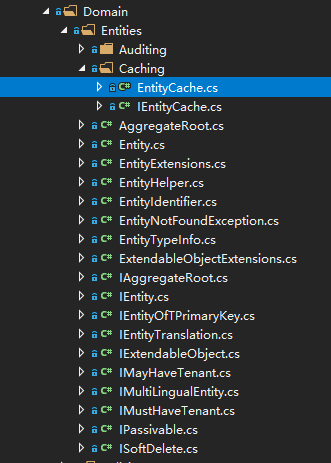 Domain
Entities
Auditing
Caching
C# EntityCache.cs
C# IEntityCache.cs
C# AggregateRoot.cs
C# Entity.cs
C# EntityExtensions.cs
C# EntityHelper.cs
C# EntityIdentifier.cs
C# EntityNotFoundException.cs
C# EntityTypeInfo.cs
C# ExtendableObjectExtensions.cs
C# IAggregateRoot.cs
C# IEntity.cs
C# IEntityOfTPrimaryKey.cs
C# IEntityTranslation.cs
C# IExtendableObject.cs
C# IMayHaveTenant.cs
C# IMultiLingualEntity.cs
C# IMustHaveTenant.cs
C# IPassivable.cs
C# ISoftDelete.cs